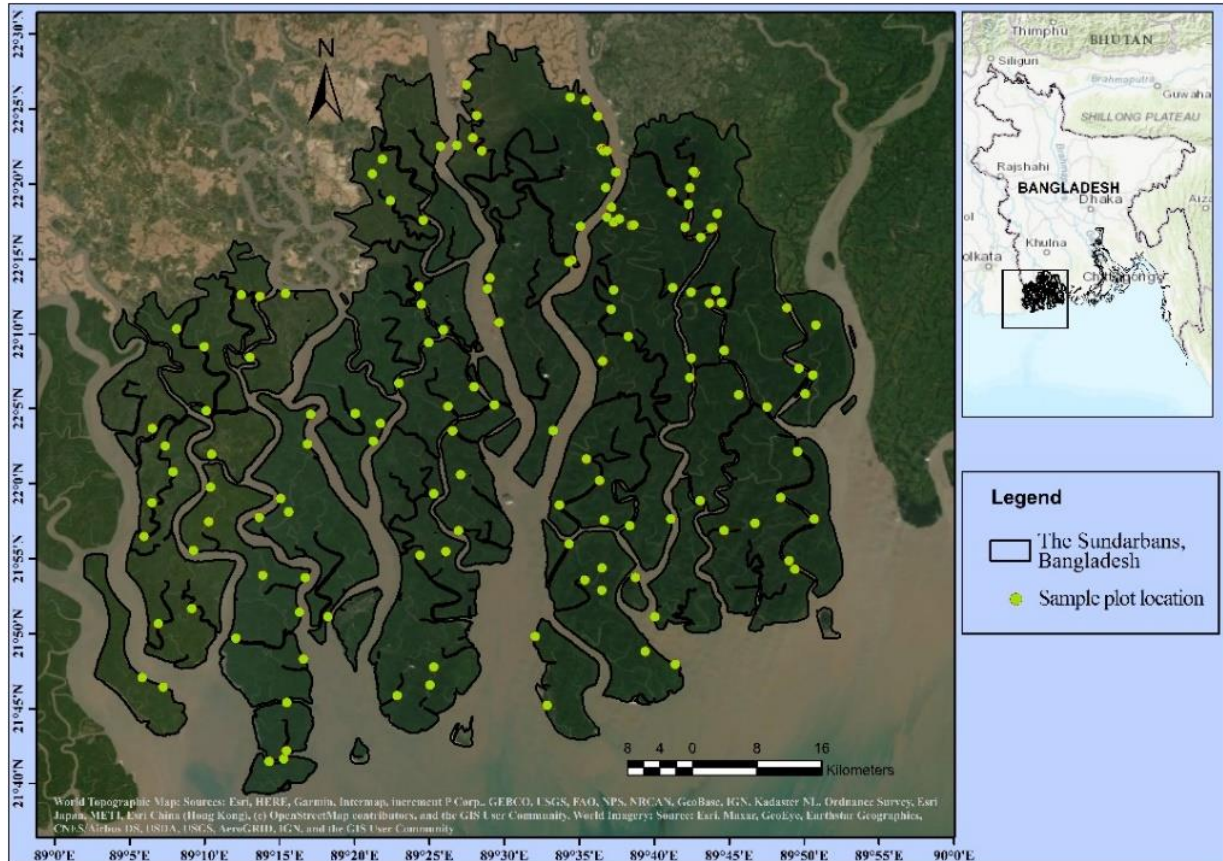 N
22°30'N
22°25'N
22°20'N
22°15'N
22°10'N
22°5'N
22°0'N
21°55'N
21°50'N
21°45'N
21°40'N
8 4 0 8 16
Kilometers
World Topographic Map: Sources: Esri, HERE, Garmin, Intermap, increment P Corp., GEBCO, USGS, FAO, NPS, NRCAN, GeoBase, IGN, Kadaster NL, Ordnance Survey, Esri
Japan, METI, Esri China (Hong Kong), (c) OpenStreetMap contributors, and the GIS User Community, World Imagery: Source: Esri, Maxar, GeoEye, Earthstar Geographics,
CNES/Airbus DS, USDA, USGS, AeroGRID, IGN, and the GIS User Community
89°0'E 89°5'E 89°10'E 89°15'E 89°20'E 89°25'E 89°30'E 89°35'E 89°40'E 89°45'E 89°50'E 90°0'E
Thimphu
BHUTAN
Siliguri
Brahmaputra
Guwaha
SHILLONG PLATEAU
Rajshahi
BANGLADESH
Dhaka
Aiza
ol
Khulna
olkata
Chittagong
Legend
The Sundarbans,
Bangladesh
Sample plot location